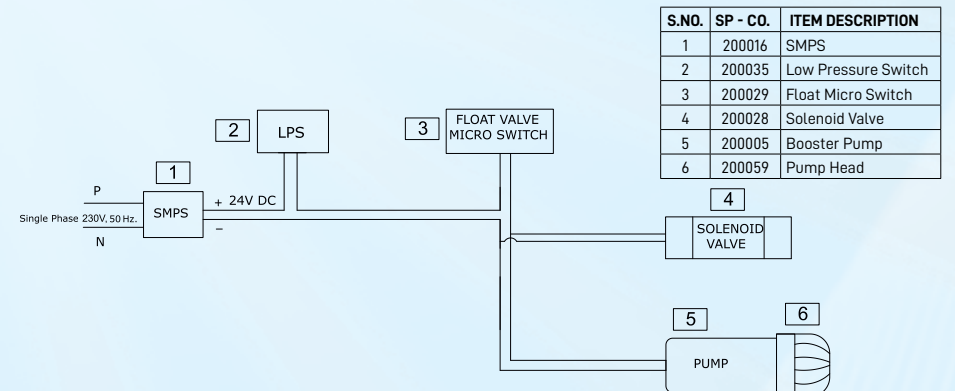 S.NO. SP - CO. ITEM DESCRIPTION
1 200016 SMPS
2 200035 Low Pressure Switch
3 200029 Float Micro Switch
4 200028 Solenoid Valve
5 200005 Booster Pump
6 200059 Pump Head
2
LPS
3
FLOAT VALVE
MICRO SWITCH
1
P
SMPS
+ 24V DC
Single Phase 230V, 50 Hz.
–
N
4
SOLENOID
VALVE
5
6
PUMP